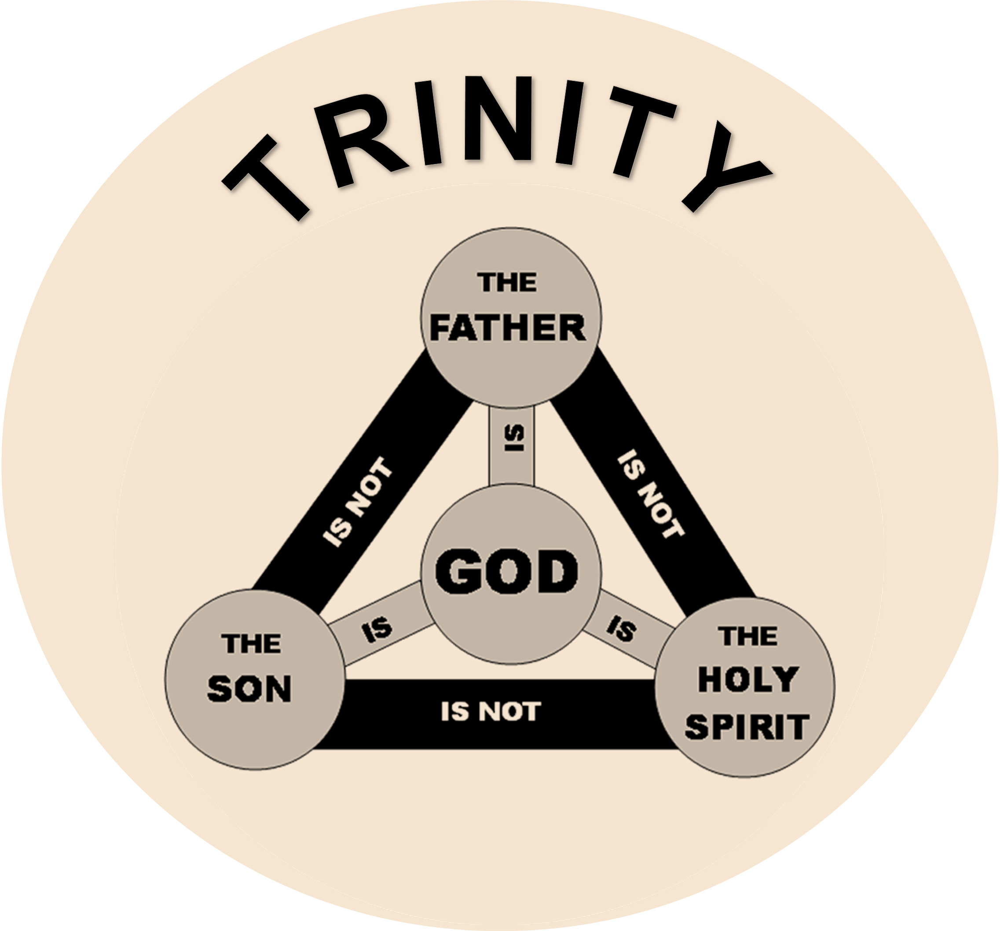 TRINITY
THE
FATHER
IS
IS NOT
IS NOT
GOD
IS
IS
THE
SON
THE
HOLY
SPIRIT
IS NOT